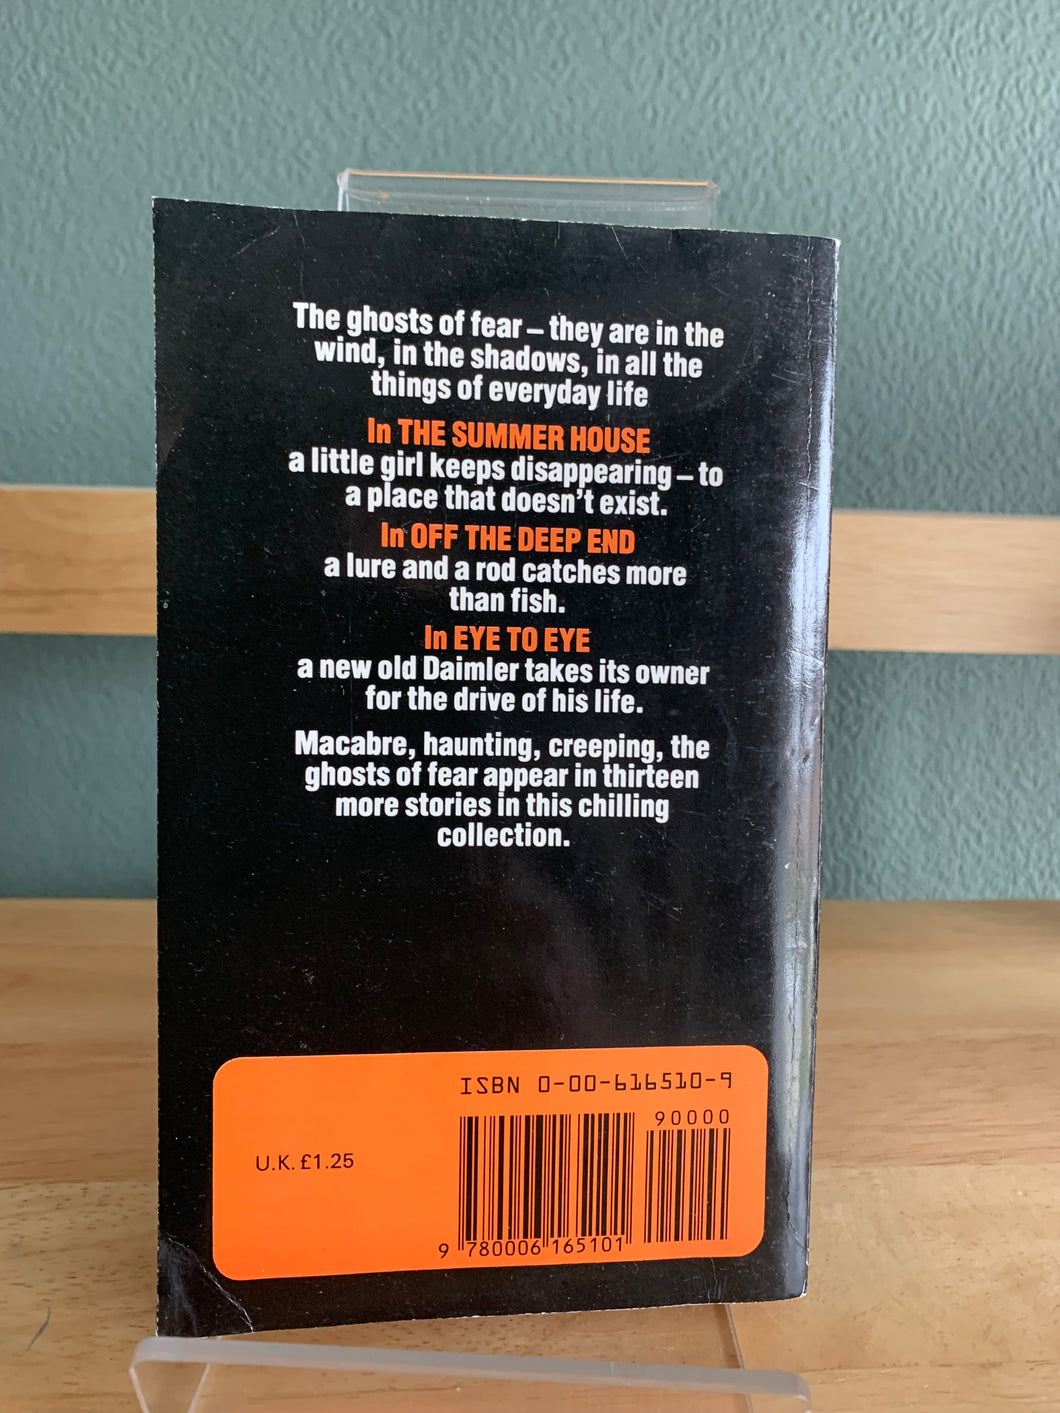 The ghosts of fear – they are in the
wind, in the shadows, in all the
things of everyday life
In THE SUMMER HOUSE
a little girl keeps disappearing – to
a place that doesn't exist.
In OFF THE DEEP END
a lure and a rod catches more
than fish.
In EYE TO EYE
a new old Daimler takes its owner
for the drive of his life.
Macabre, haunting, creeping, the
ghosts of fear appear in thirteen
more stories in this chilling
collection.
ISBN 0-00-616510-9
90000
U.K. £1.25
9 780006 165101